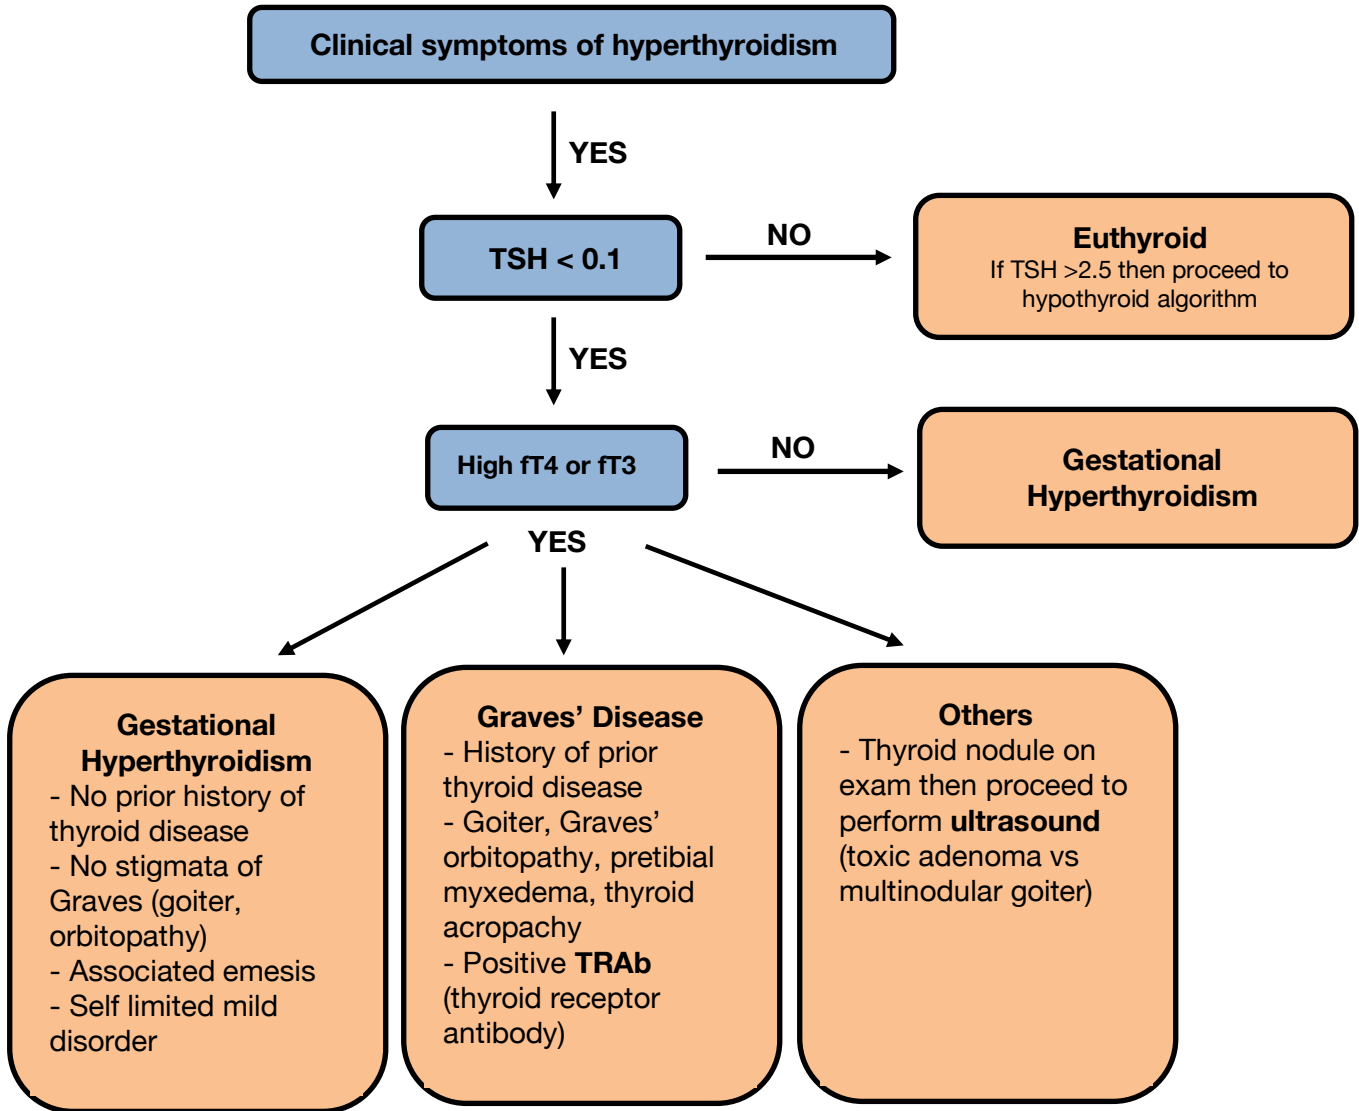 Clinical symptoms of hyperthyroidism
YES
TSH < 0.1
NO
Euthyroid
If TSH >2.5 then proceed to
hypothyroid algorithm
YES
High fT4 or fT3
NO
Gestational
Hyperthyroidism
YES
Gestational
Hyperthyroidism
- No prior history of
thyroid disease
- No stigmata of
Graves (goiter,
orbitopathy)
- Associated emesis
- Self limited mild
disorder
Graves’ Disease
- History of prior
thyroid disease
- Goiter, Graves’
orbitopathy, pretibial
myxedema, thyroid
acropachy
- Positive TRAb
(thyroid receptor
antibody)
Others
- Thyroid nodule on
exam then proceed to
perform ultrasound
(toxic adenoma vs
multinodular goiter)